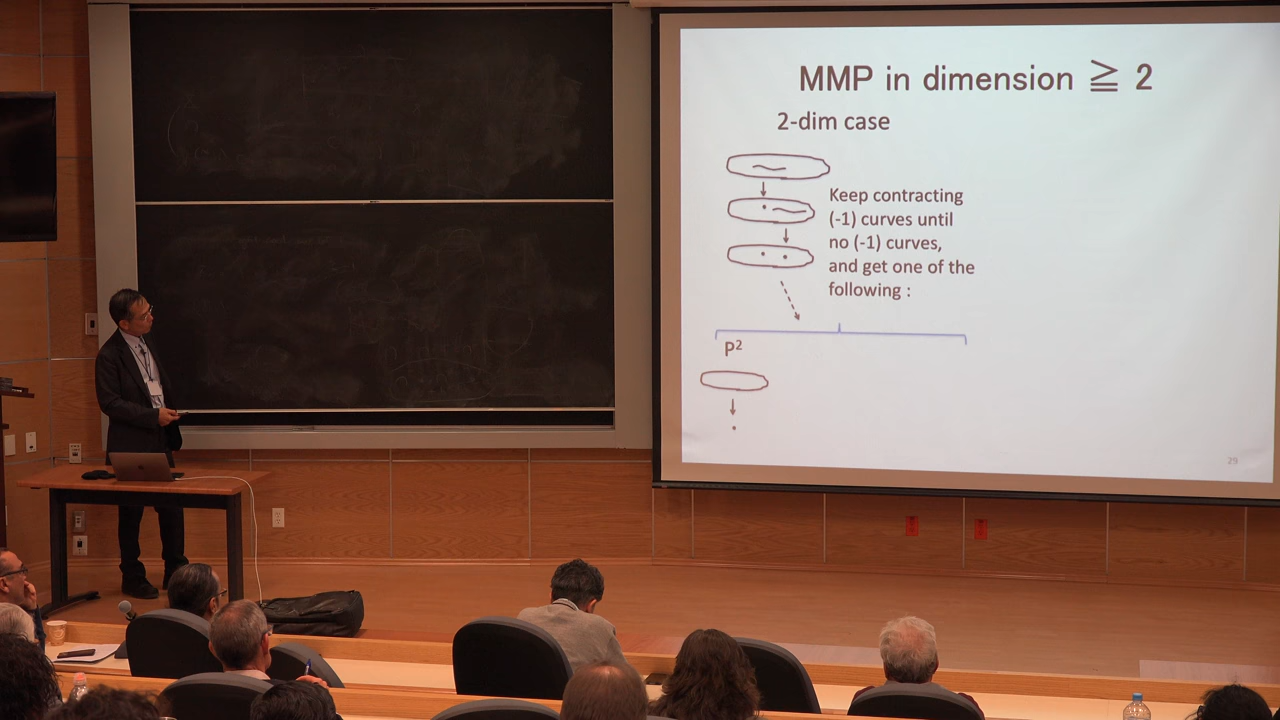 MMP in dimension ≧ 2
2-dim case
Keep contracting
(-1) curves until
no (-1) curves,
and get one of the
following :
P²
29